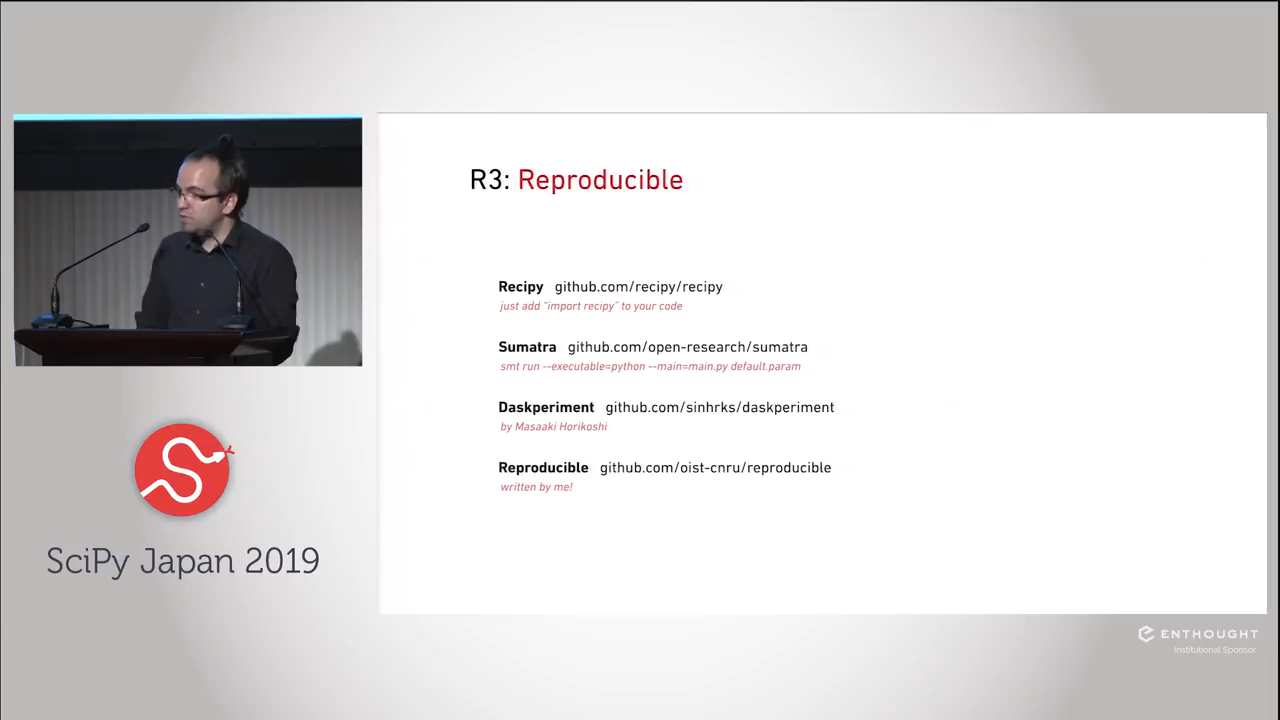 R3: Reproducible
Recipy github.com/recipy/recipy
just add “import recipy” to your code
Sumatra github.com/open-research/sumatra
smt run --executable=python --main=main.py default.param
Daskperiment github.com/sinhrks/daskperiment
by Masaaki Horikoshi
Reproducible github.com/oist-cnru/reproducible
written by me!
SciPy Japan 2019
ENTHOUGHT
Institutional Sponsor